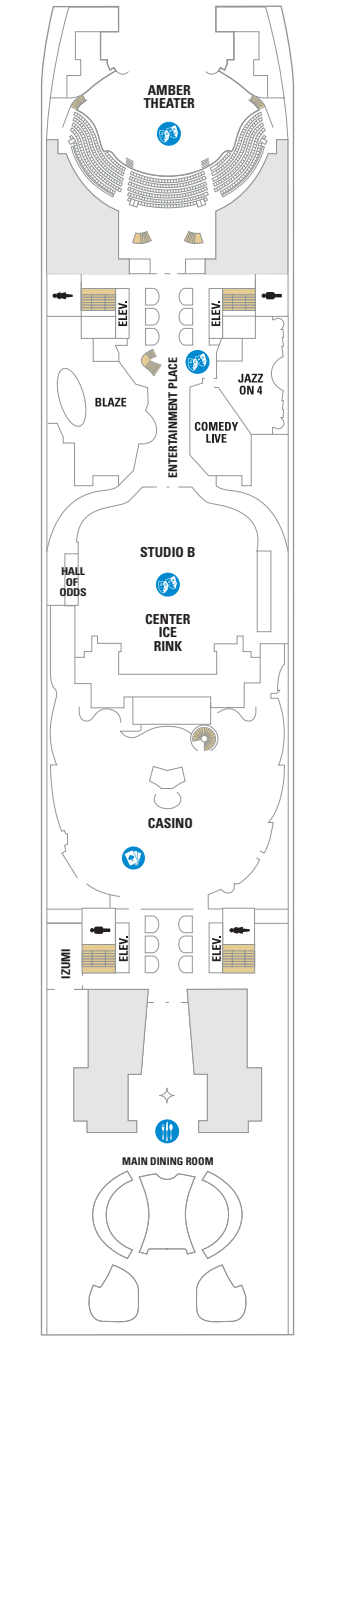 AMBER
THEATER
ELEV.
ELEV.
ENTERTAINMENT PLACE
JAZZ
ON 4
BLAZE
COMEDY
LIVE
STUDIO B
HALL
OF
ODDS
CENTER
ICE
RINK
CASINO
ELEV.
ELEV.
IZUMI
MAIN DINING ROOM